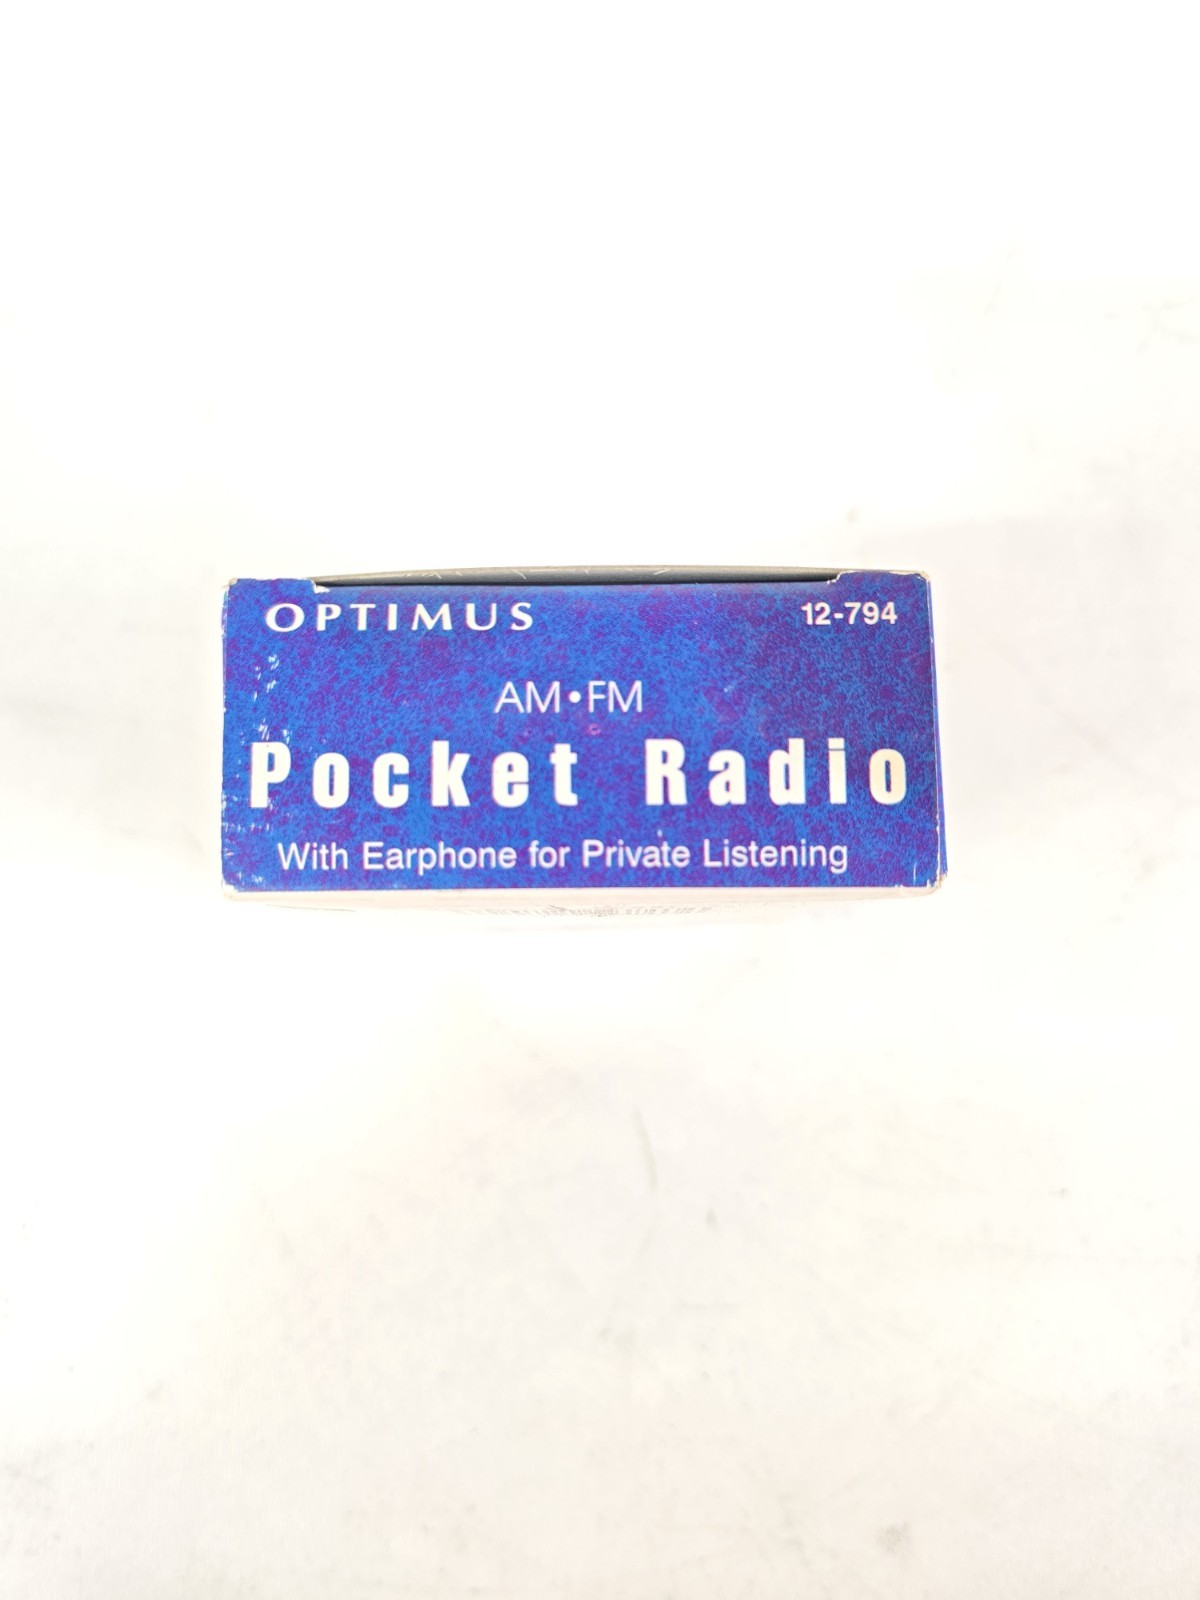 OPTIMUS 12-794
AM•FM
Pocket Radio
With Earphone for Private Listening